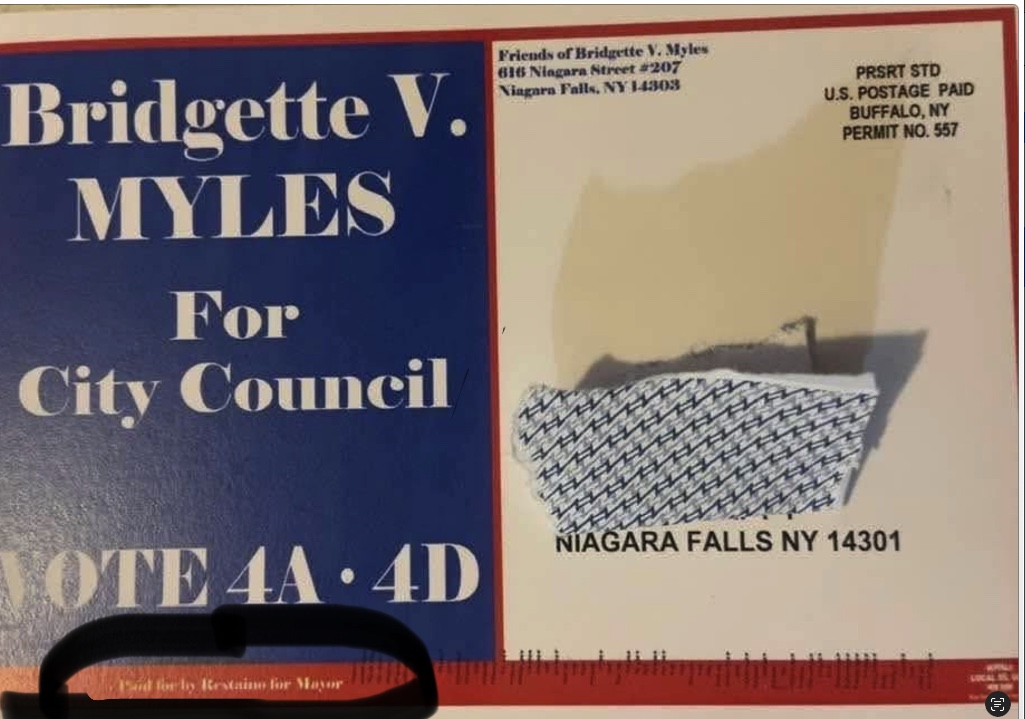 Bridgette V.
MYLES
For
City Council
VOTE 4A • 4D
Paid for by Restaino for Mayor
Friends of Bridgette V. Myles
616 Niagara Street #207
Niagara Falls, NY 14303
PRSRT STD
U.S. POSTAGE PAID
BUFFALO, NY
PERMIT NO. 557
NIAGARA FALLS NY 14301